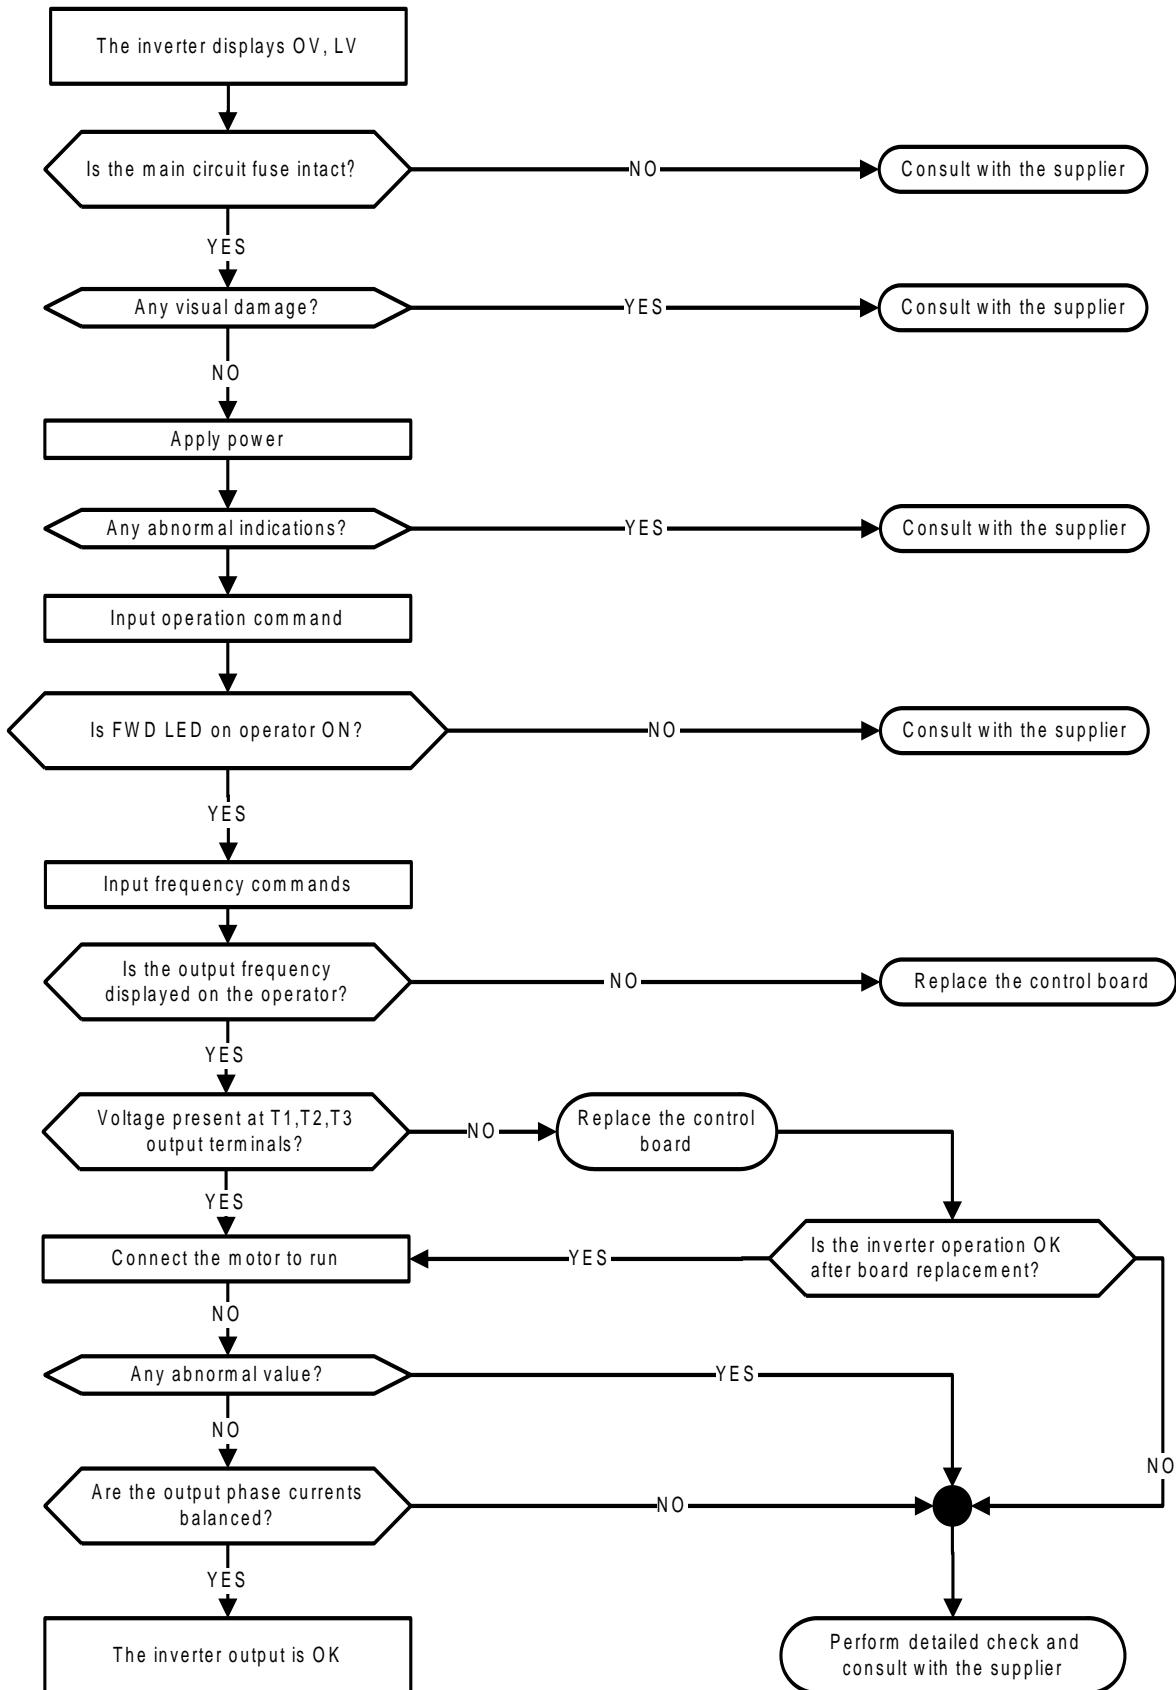 The inverter displays OV, LV
Is the main circuit fuse intact?
NO
Consult with the supplier
YES
Any visual damage?
YES
Consult with the supplier
NO
Apply power
Any abnormal indications?
YES
Consult with the supplier
Input operation command
Is FWD LED on operator ON?
NO
Consult with the supplier
YES
Input frequency commands
Is the output frequency
displayed on the operator?
NO
Replace the control board
YES
Voltage present at T1,T2,T3
output terminals?
NO
Replace the control
board
YES
Connect the motor to run
YES
Is the inverter operation OK
after board replacement?
NO
Any abnormal value?
YES
NO
NO
Are the output phase currents
balanced?
NO
YES
The inverter output is OK
Perform detailed check and
consult with the supplier